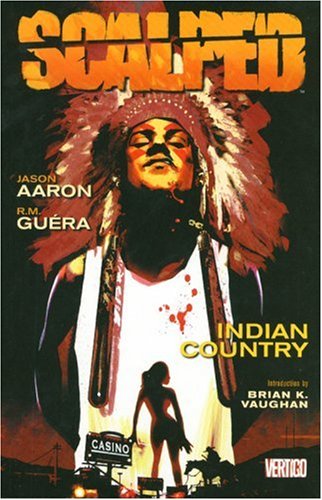 SCALPED
JASON
AARON
R.M.
GUÉRA
INDIAN
COUNTRY
Introduction by
BRIAN K.
VAUGHAN
CASINO
VERTIGO